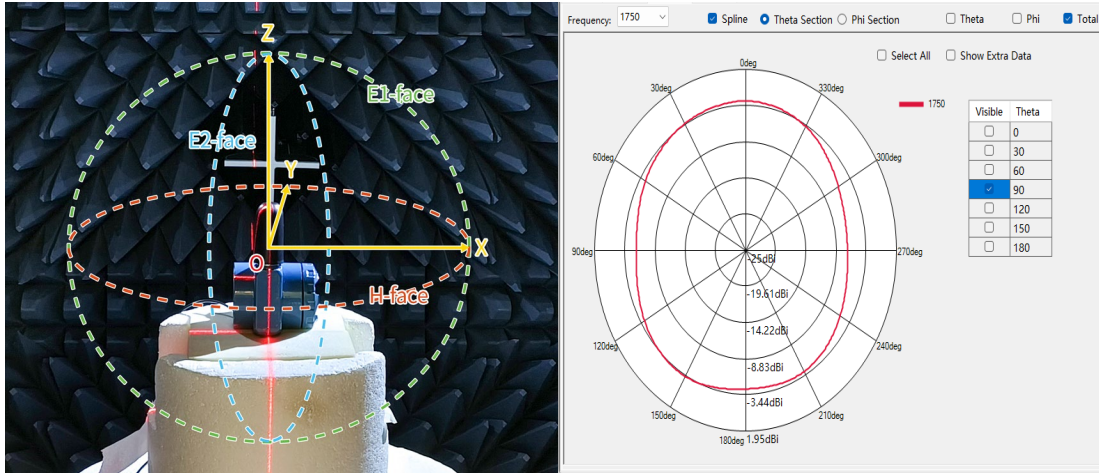 Z
E1-face
E2-face
Y
X
O
H-face
Frequency: 1750 Spline Theta Section Phi Section Theta Phi Total
Select All Show Extra Data
0deg
30deg 330deg
1750
Visible Theta
0
30
60
90
120
150
180
60deg 300deg
90deg 270deg
-25dBi
-19.61dBi
-14.22dBi
120deg 240deg
-8.83dBi
-3.44dBi
150deg 210deg
180deg 1.95dBi